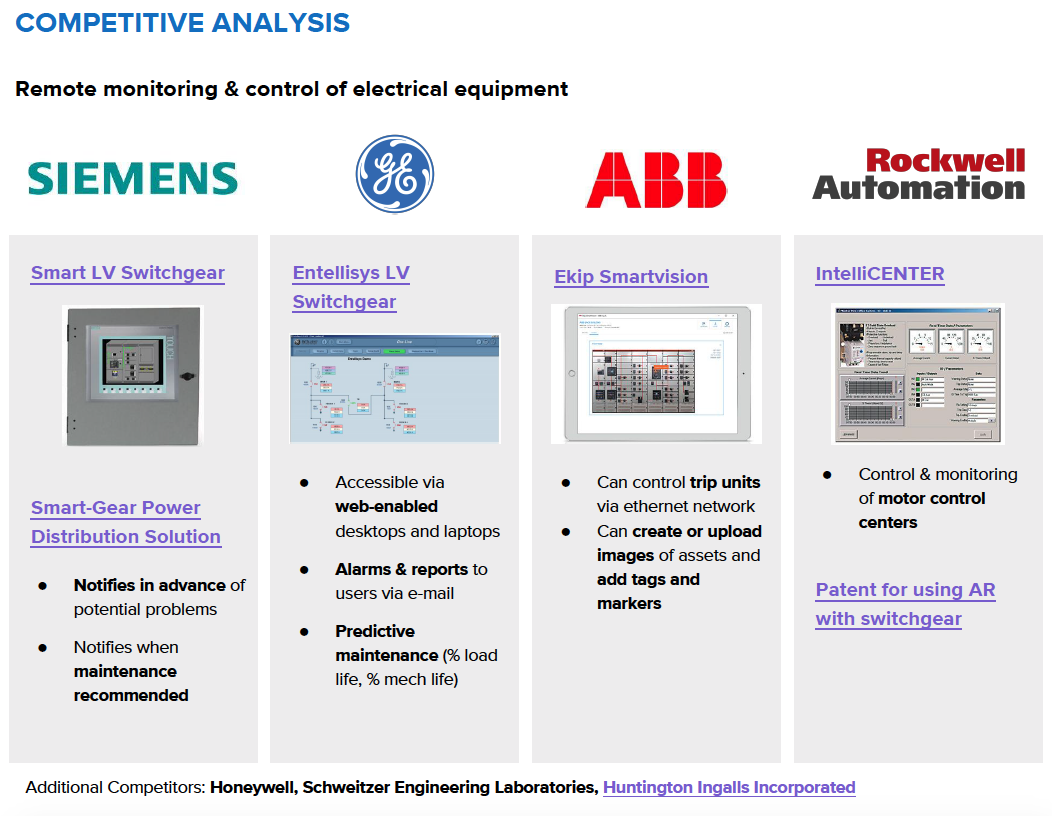 COMPETITIVE ANALYSIS
Remote monitoring & control of electrical equipment
SIEMENS
GE
ABB
Rockwell
Automation
Smart LV Switchgear
Smart-Gear Power
Distribution Solution
● Notifies in advance of
potential problems
● Notifies when
maintenance
recommended
Entellisys LV
Switchgear
● Accessible via
web-enabled
desktops and laptops
● Alarms & reports to
users via e-mail
● Predictive
maintenance (% load
life, % mech life)
Ekip Smartvision
● Can control trip units
via ethernet network
● Can create or upload
images of assets and
add tags and
markers
IntelliCENTER
● Control & monitoring
of motor control
centers
Patent for using AR
with switchgear
Additional Competitors: Honeywell, Schweitzer Engineering Laboratories, Huntington Ingalls Incorporated